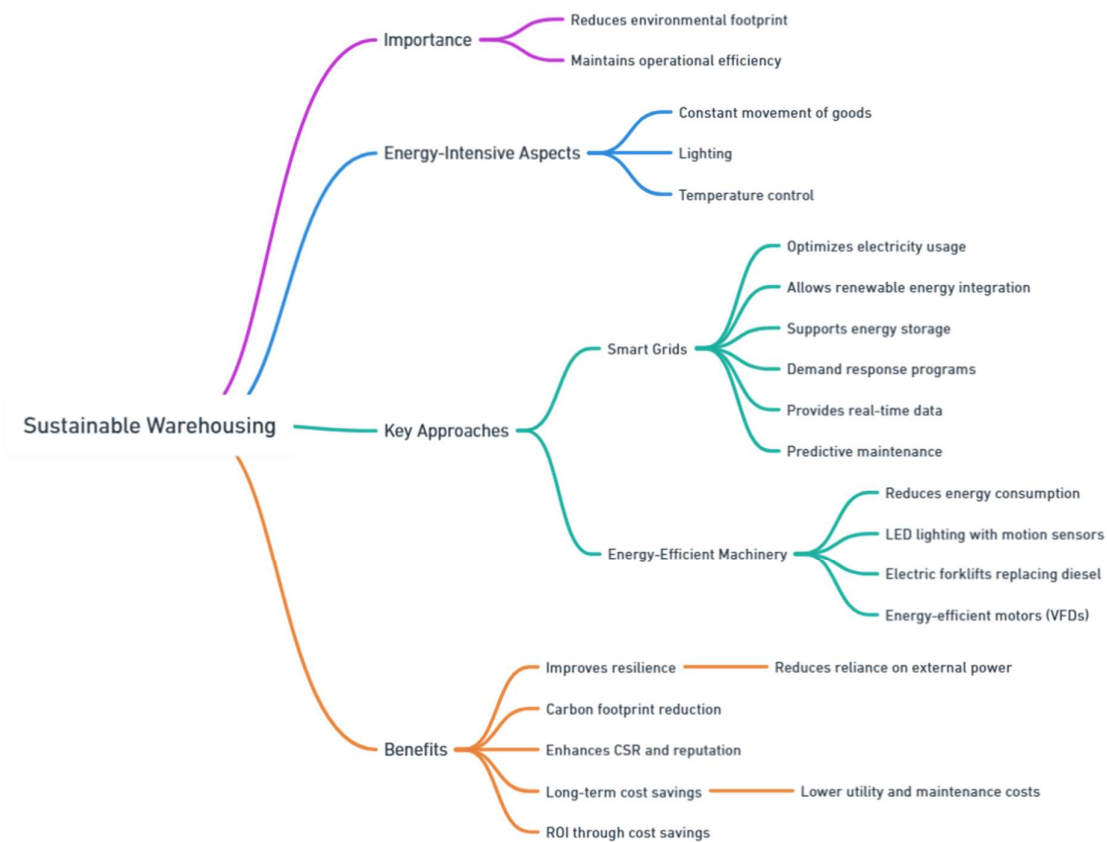 Sustainable Warehousing
Importance
Reduces environmental footprint
Maintains operational efficiency
Energy-Intensive Aspects
Constant movement of goods
Lighting
Temperature control
Key Approaches
Smart Grids
Optimizes electricity usage
Allows renewable energy integration
Supports energy storage
Demand response programs
Provides real-time data
Predictive maintenance
Energy-Efficient Machinery
Reduces energy consumption
LED lighting with motion sensors
Electric forklifts replacing diesel
Energy-efficient motors (VFDs)
Benefits
Improves resilience
Reduces reliance on external power
Carbon footprint reduction
Enhances CSR and reputation
Long-term cost savings
Lower utility and maintenance costs
ROI through cost savings